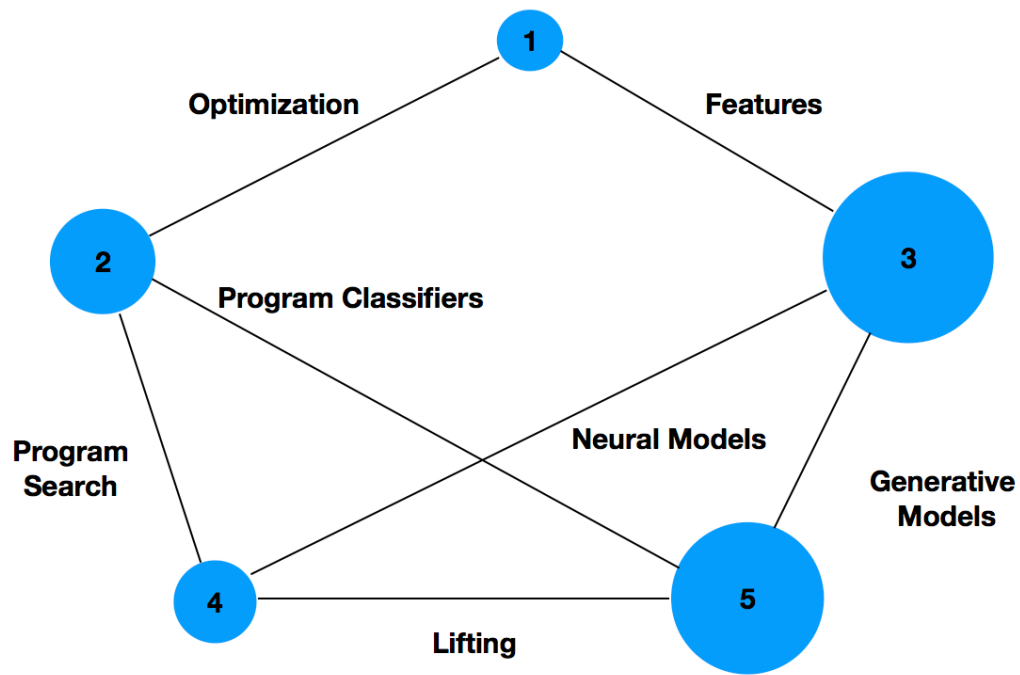 1
Optimization
Features
2
3
Program Classifiers
Neural Models
Program
Search
Generative
Models
4
5
Lifting